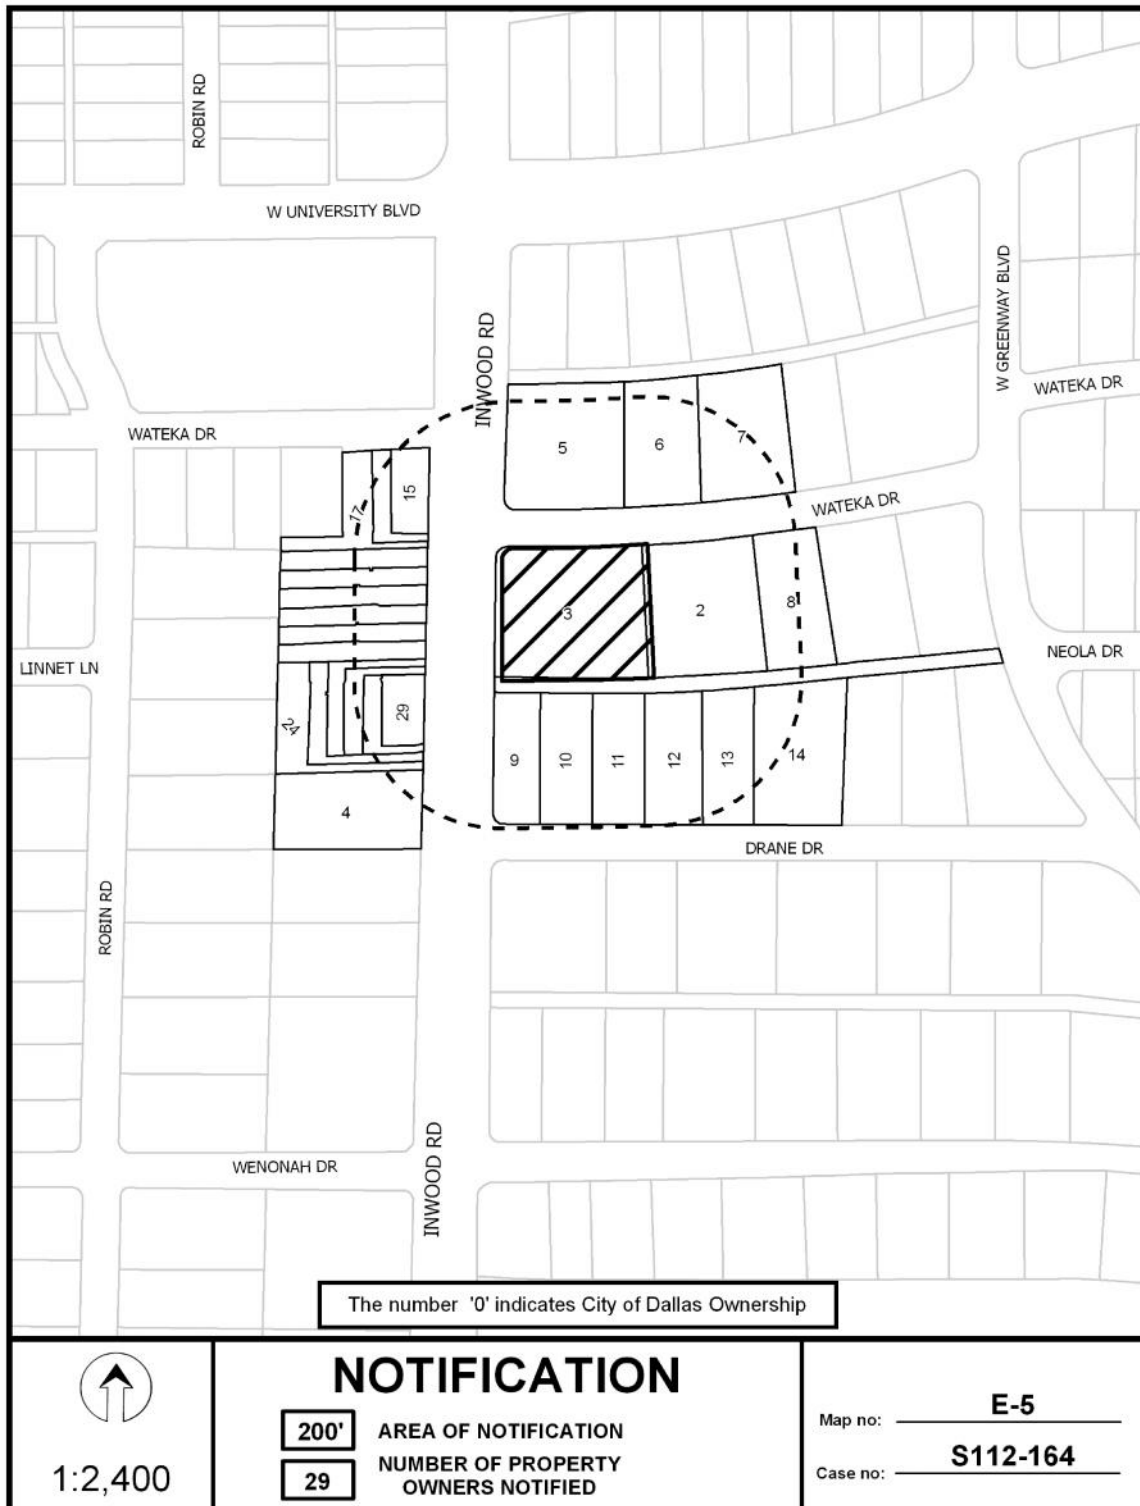 ROBIN RD
W UNIVERSITY BLVD
INWOOD RD
W GREENWAY BLVD
WATEKA DR
WATEKA DR
5
6
7
15
17
WATEKA DR
3
2
8
LINNET LN
NEOLA DR
24
29
9
10
11
12
13
14
4
DRANE DR
ROBIN RD
INWOOD RD
WENONAH DR
The number '0' indicates City of Dallas Ownership
1:2,400
NOTIFICATION
200' AREA OF NOTIFICATION
29 NUMBER OF PROPERTY
OWNERS NOTIFIED
Map no: E-5
Case no: S112-164